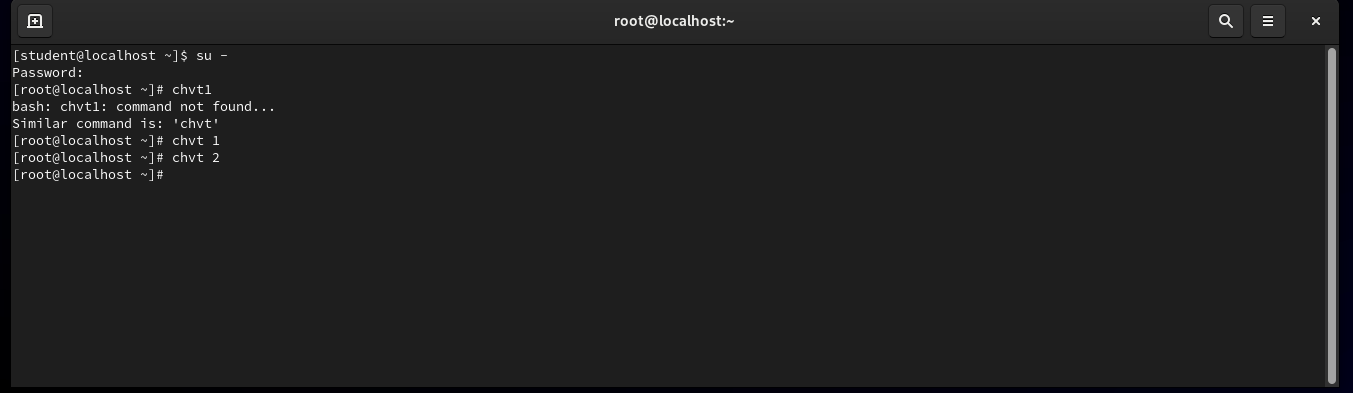 root@localhost:~
[student@localhost ~]$ su -
Password:
[root@localhost ~]# chvt1
bash: chvt1: command not found...
Similar command is: 'chvt'
[root@localhost ~]# chvt 1
[root@localhost ~]# chvt 2
[root@localhost ~]#